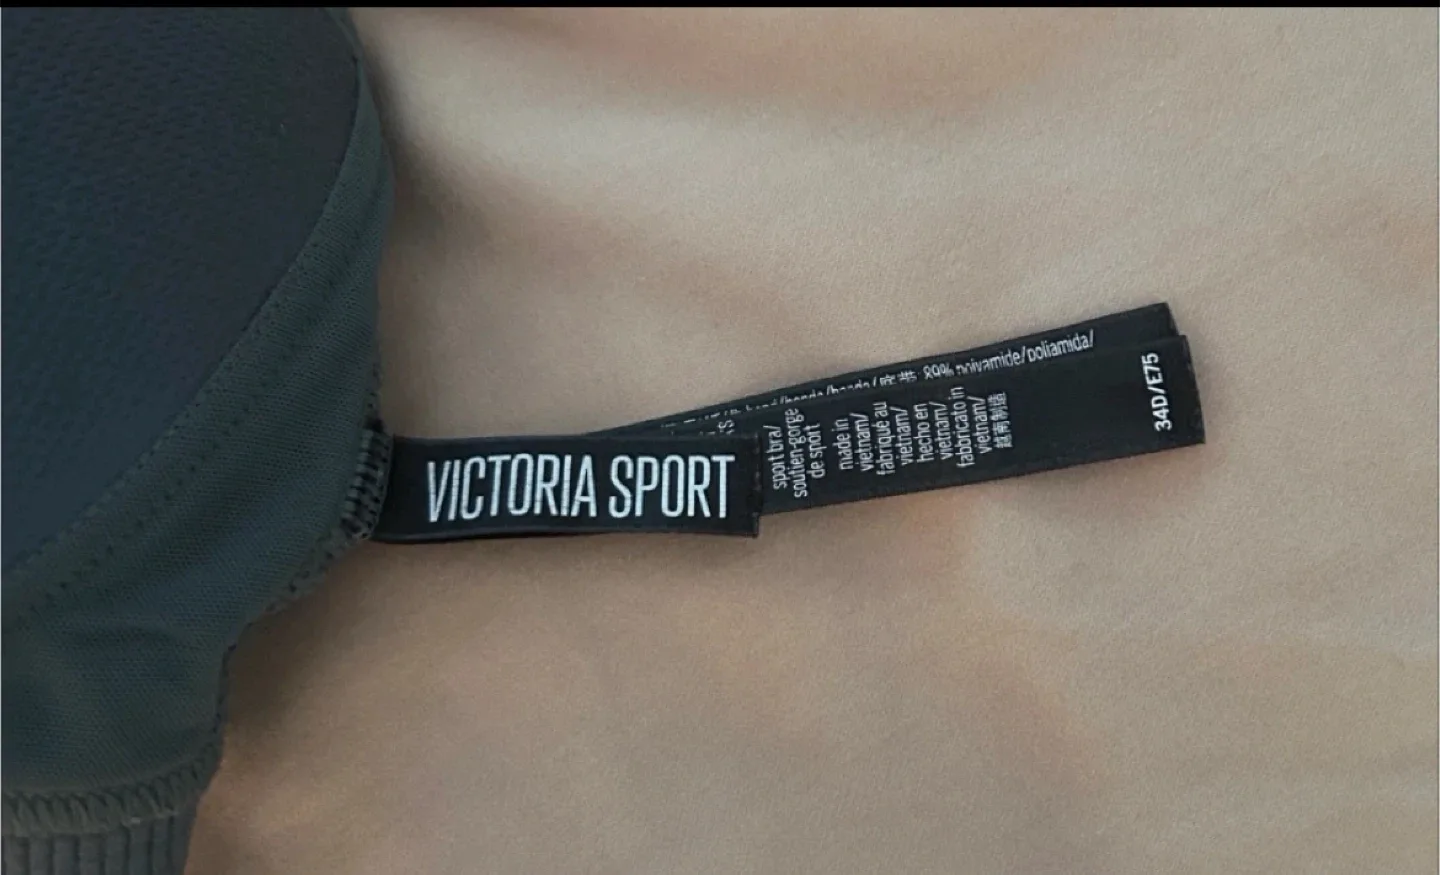 VICTORIA SPORT
sport bra/
soutien-gorge
de sport
made in
vietnam/
fabriqué au
vietnam/
hecho en
vietnam/
fabbricato in
vietnam/
越南制造
34D/E75
89% polyamide/poliamida/